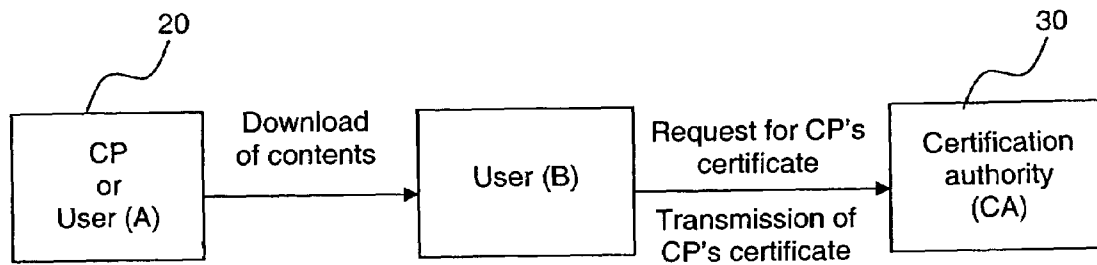 20
30
CP
or
User (A)
Download
of contents
User (B)
Request for CP's
certificate
Transmission of
CP's certificate
Certification
authority
(CA)